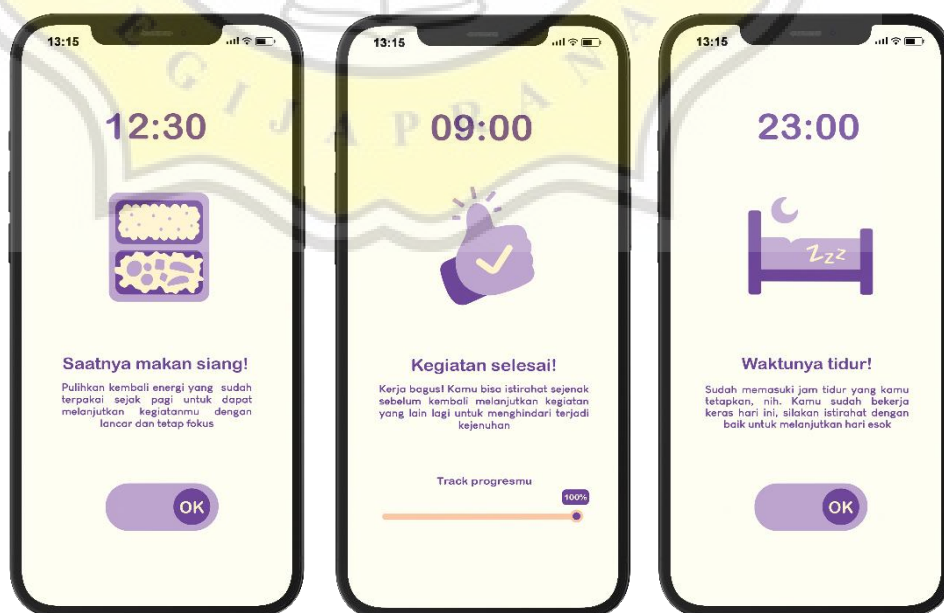 EGIJAPRANA
13:15
12:30
Saatnya makan siang!
Pulihkan kembali energi yang sudah
terpakai sejak pagi untuk dapat
melanjutkan kegiatanmu dengan
lancar dan tetap fokus
OK
13:15
09:00
Kegiatan selesai!
Kerja bagus! Kamu bisa istirahat sejenak
sebelum kembali melanjutkan kegiatan
yang lain lagi untuk menghindari terjadi
kejenuhan
Track progresmu
100%
13:15
23:00
zzz
Waktunya tidur!
Sudah memasuki jam tidur yang kamu
tetapkan, nih. Kamu sudah bekerja
keras hari ini, silakan istirahat dengan
baik untuk melanjutkan hari esok
OK